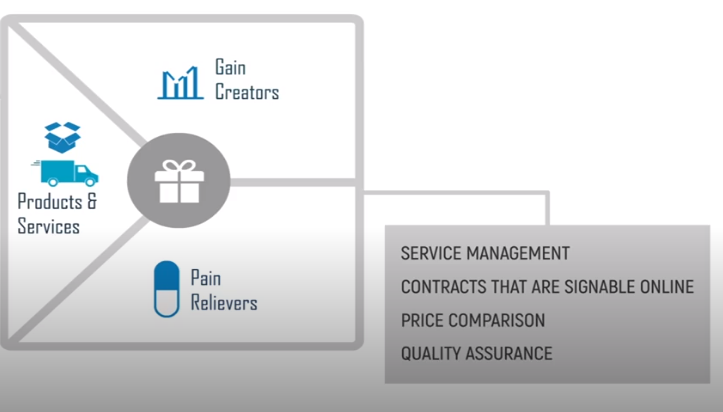 Gain
Creators
Products &
Services
Pain
Relievers
SERVICE MANAGEMENT
CONTRACTS THAT ARE SIGNABLE ONLINE
PRICE COMPARISON
QUALITY ASSURANCE